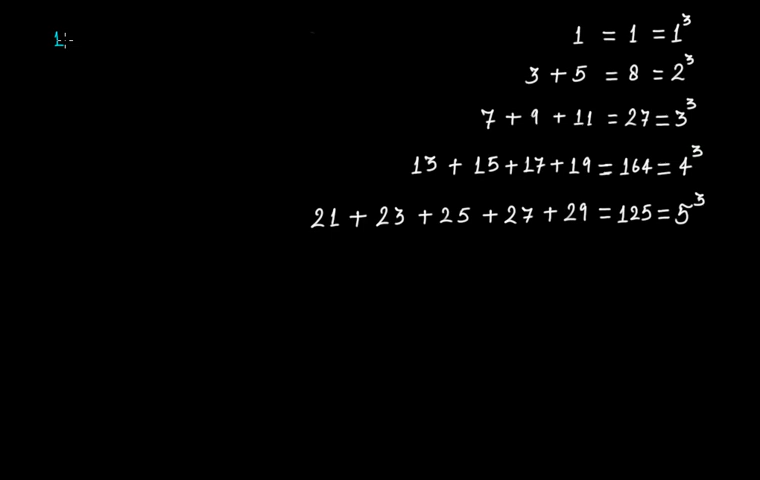 1 = 1 = 1³
3 + 5 = 8 = 2³
7 + 9 + 11 = 27 = 3³
13 + 15 + 17 + 19 = 164 = 4³
21 + 23 + 25 + 27 + 29 = 125 = 5³